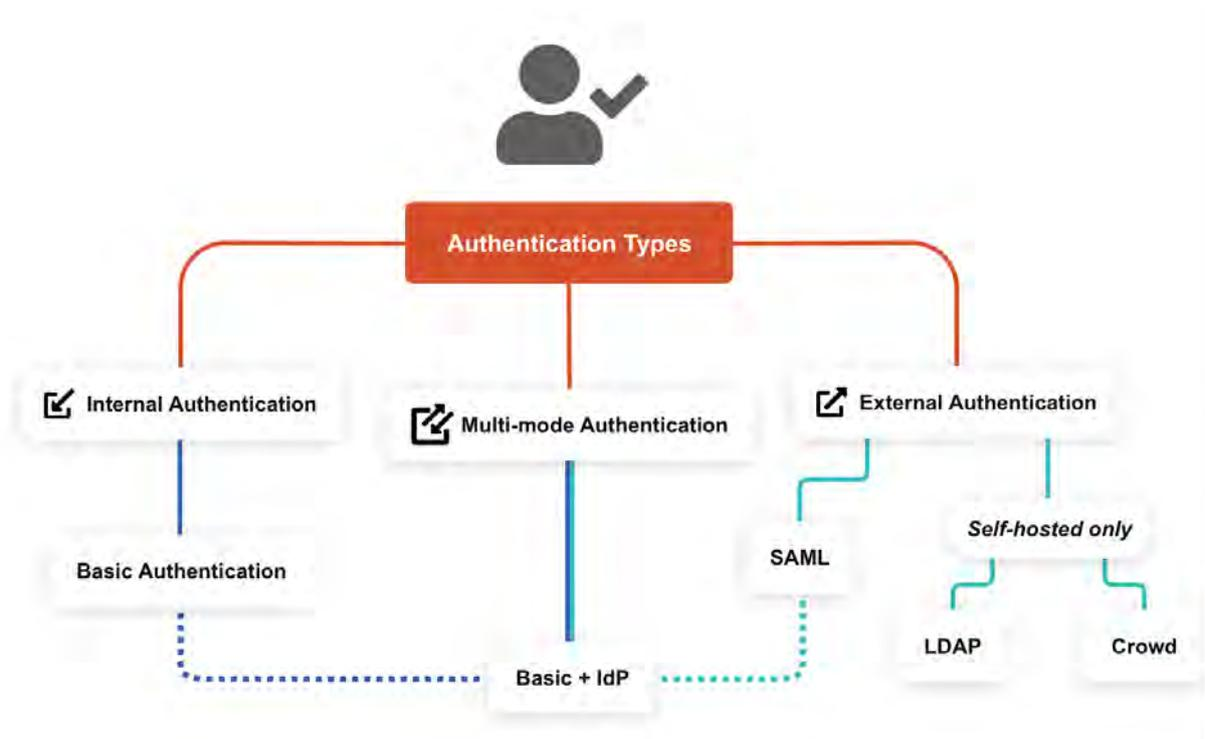 Authentication Types
Internal Authentication
Multi-mode Authentication
External Authentication
Basic Authentication
SAML
Self-hosted only
LDAP
Crowd
Basic + IdP